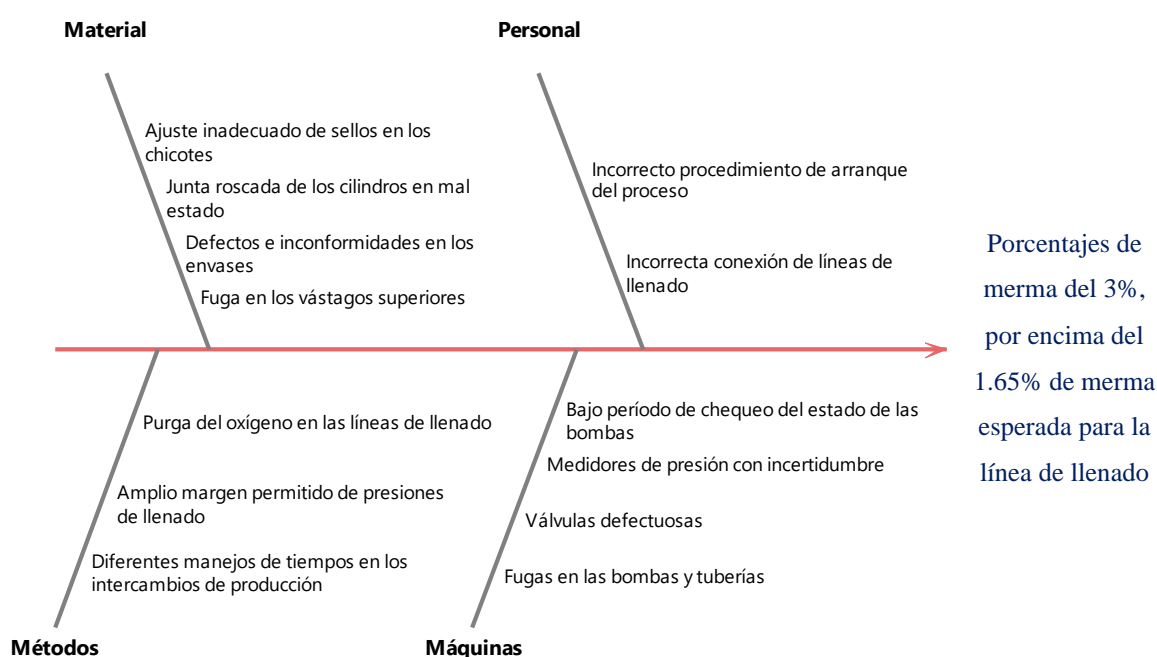 Material
Personal
Ajuste inadecuado de sellos en los
chicotes
Junta roscada de los cilindros en mal
estado
Defectos e inconformidades en los
envases
Fuga en los vástagos superiores
Incorrecto procedimiento de arranque
del proceso
Incorrecta conexión de líneas de
llenado
Purga del oxígeno en las líneas de llenado
Amplio margen permitido de presiones
de llenado
Diferentes manejos de tiempos en los
intercambios de producción
Bajo período de chequeo del estado de las
bombas
Medidores de presión con incertidumbre
Válvulas defectuosas
Fugas en las bombas y tuberías
Métodos
Máquinas
Porcentajes de
merma del 3%,
por encima del
1.65% de merma
esperada para la
línea de llenado